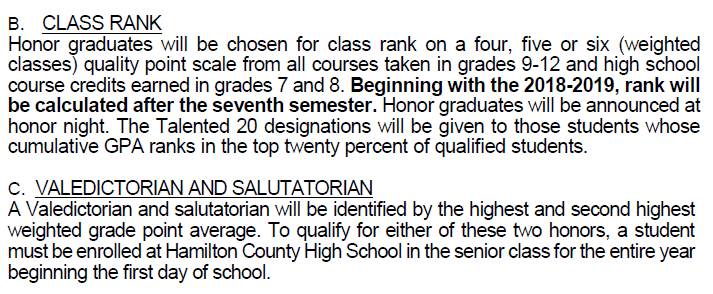 B. CLASS RANK
Honor graduates will be chosen for class rank on a four, five or six (weighted
classes) quality point scale from all courses taken in grades 9-12 and high school
course credits earned in grades 7 and 8. Beginning with the 2018-2019, rank will
be calculated after the seventh semester. Honor graduates will be announced at
honor night. The Talented 20 designations will be given to those students whose
cumulative GPA ranks in the top twenty percent of qualified students.
C. VALEDICTORIAN AND SALUTATORIAN
A Valedictorian and salutatorian will be identified by the highest and second highest
weighted grade point average. To qualify for either of these two honors, a student
must be enrolled at Hamilton County High School in the senior class for the entire year
beginning the first day of school.